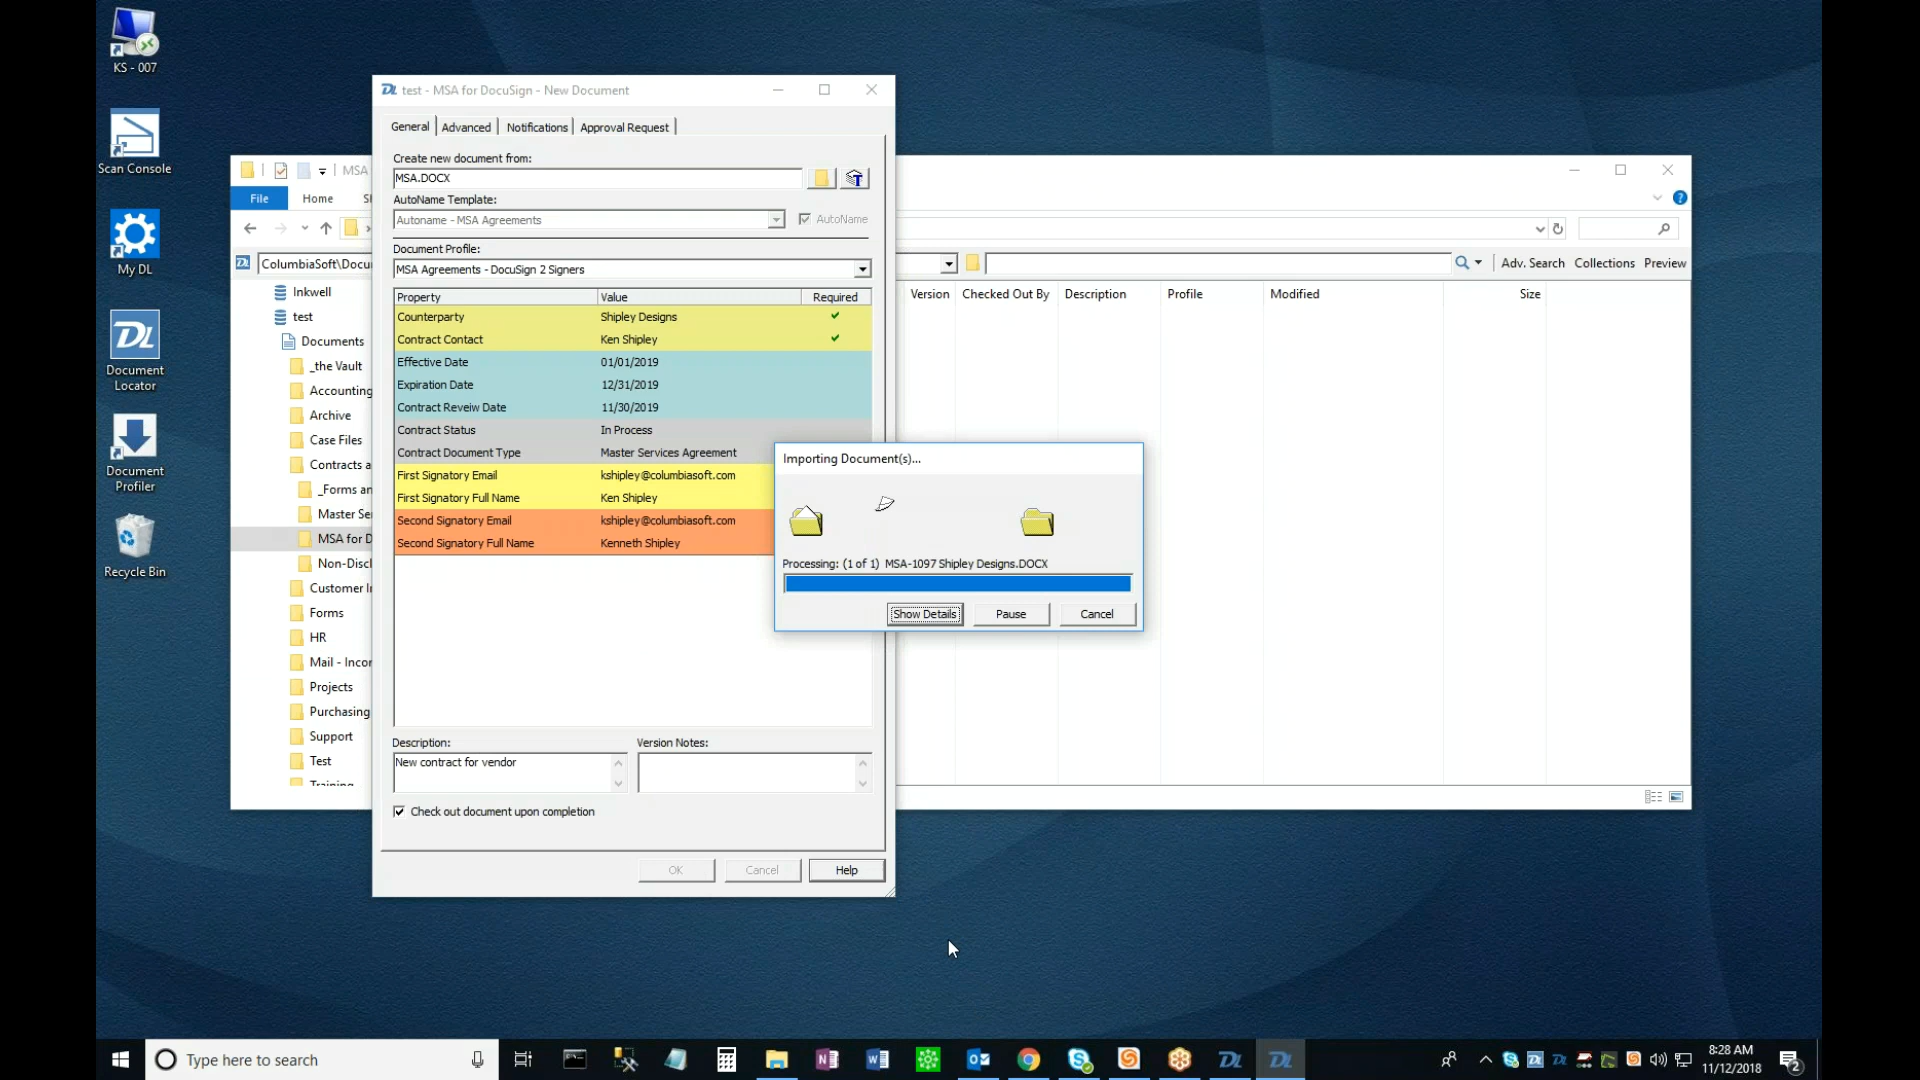 KS - 007
Scan Console
My DL
Document
Locator
Document
Profiler
Recycle Bin
DL test - MSA for DocuSign - New Document
General
Advanced
Notifications
Approval Request
Create new document from:
MSA.DOCX
AutoName Template:
Autoname - MSA Agreements
AutoName
Document Profile:
MSA Agreements - DocuSign 2 Signers
Property Value Required
Counterparty Shipley Designs
Contract Contact Ken Shipley
Effective Date 01/01/2019
Expiration Date 12/31/2019
Contract Reveiw Date 11/30/2019
Contract Status In Process
Contract Document Type Master Services Agreement
First Signatory Email kshipley@columbiasoft.com
First Signatory Full Name Ken Shipley
Second Signatory Email kshipley@columbiasoft.com
Second Signatory Full Name Kenneth Shipley
Description:
New contract for vendor
Version Notes:
Check out document upon completion
OK
Cancel
Help
Importing Document(s)...
Processing: (1 of 1) MSA-1097 Shipley Designs.DOCX
Show Details
Pause
Cancel
MSA
File
Home
ColumbiaSoft\Docu
Adv. Search
Collections
Preview
Version Checked Out By Description Profile Modified Size
Inkwell
test
Documents
_the Vault
Accounting
Archive
Case Files
Contracts a
_Forms an
Master Se
MSA for D
Non-Discl
Customer I
Forms
HR
Mail - Incor
Projects
Purchasing
Support
Test
Training
Type here to search
8:28 AM
11/12/2018
2